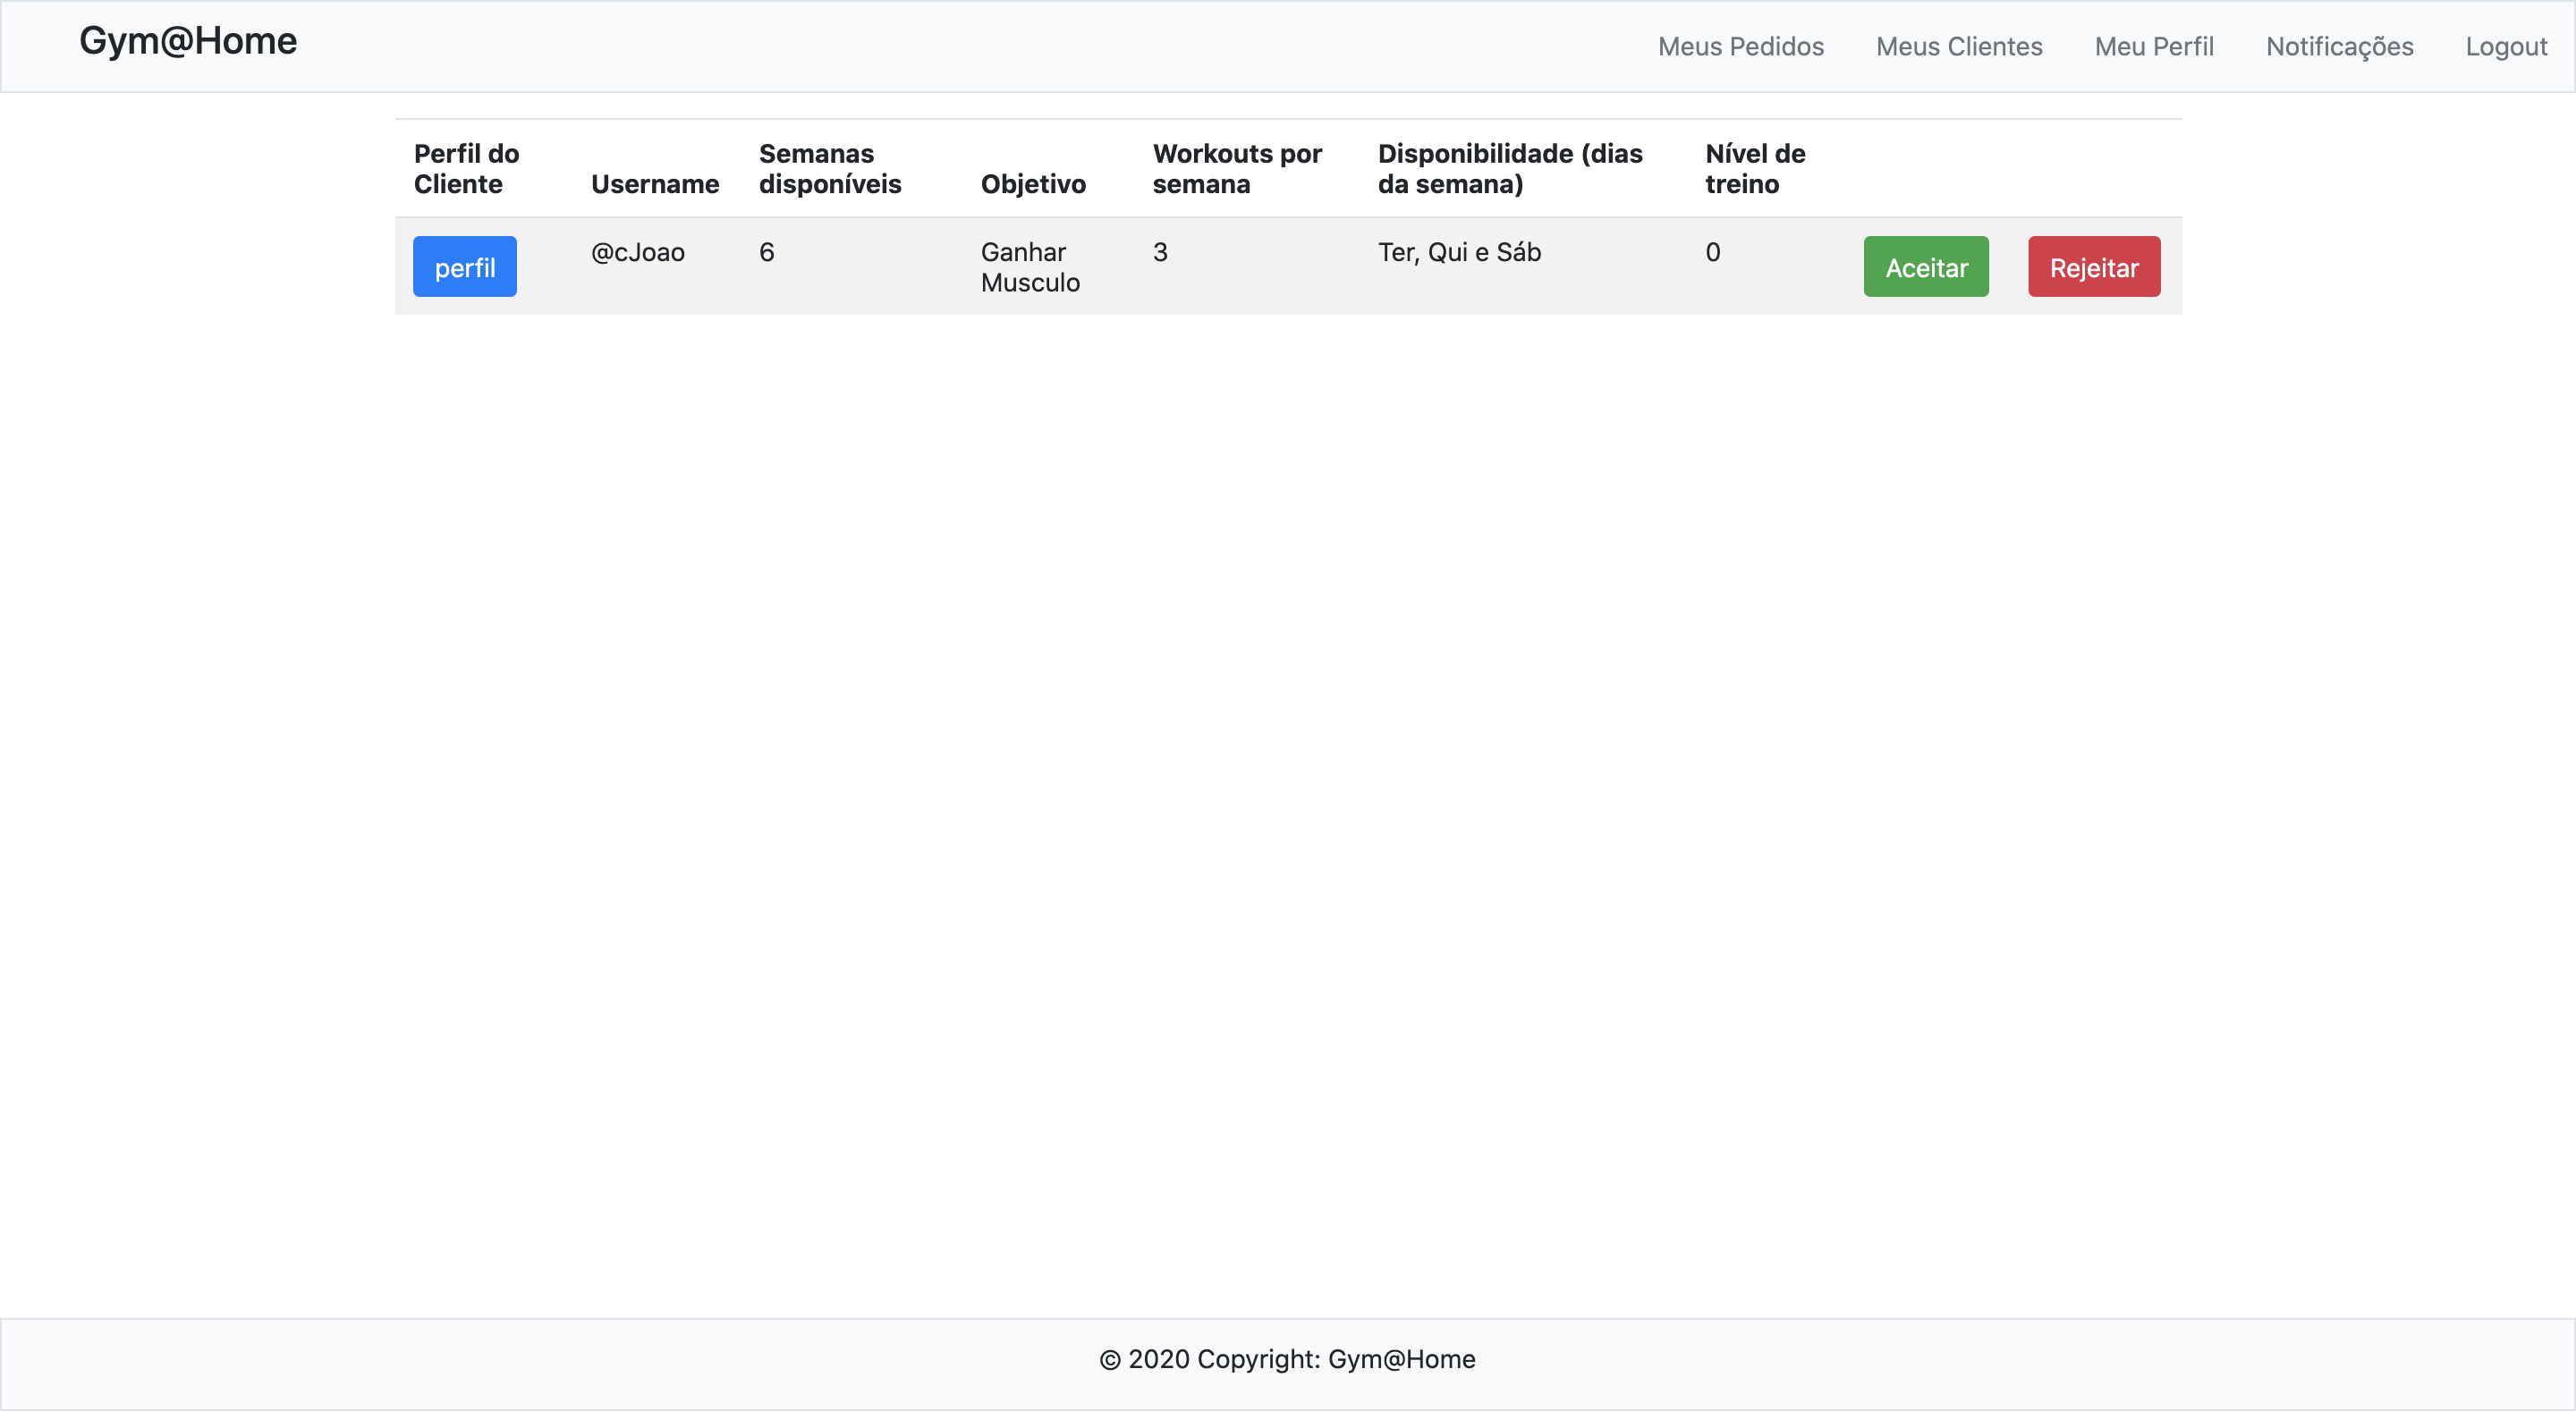 Gym@Home
Meus Pedidos Meus Clientes Meu Perfil Notificações Logout
Perfil do Cliente Username Semanas disponíveis Objetivo Workouts por semana Disponibilidade (dias da semana) Nível de treino
perfil @cJoao 6 Ganhar Musculo 3 Ter, Qui e Sáb 0 Aceitar Rejeitar
© 2020 Copyright: Gym@Home